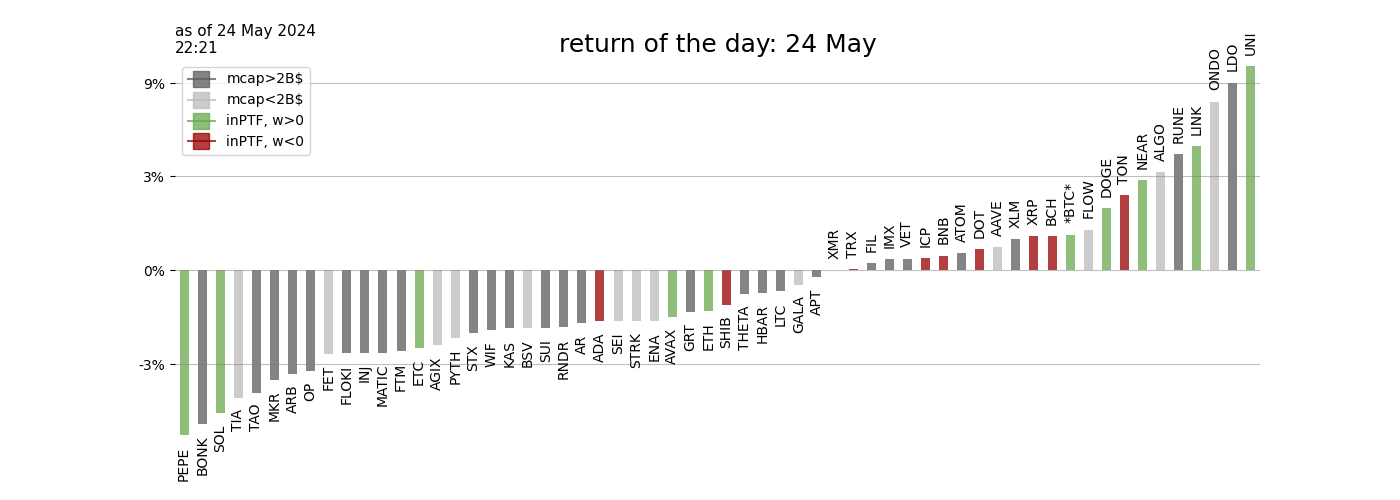 as of 24 May 2024
22:21
return of the day: 24 May
mcap>2B$
mcap<2B$
inPTF, w>0
inPTF, w<0
9%
3%
0%
-3%
PEPE
BONK
SOL
TIA
TAO
MKR
ARB
OP
FET
FLOKI
INJ
MATIC
FTM
ETC
AGIX
PYTH
STX
WIF
KAS
BSV
SUI
RNDR
AR
ADA
SEI
STRK
ENA
AVAX
GRT
ETH
SHIB
THETA
HBAR
LTC
GALA
APT
XMR
TRX
FIL
IMX
VET
ICP
BNB
ATOM
DOT
AAVE
XLM
XRP
BCH
*BTC*
FLOW
DOGE
TON
NEAR
ALGO
RUNE
LINK
ONDO
LDO
UNI